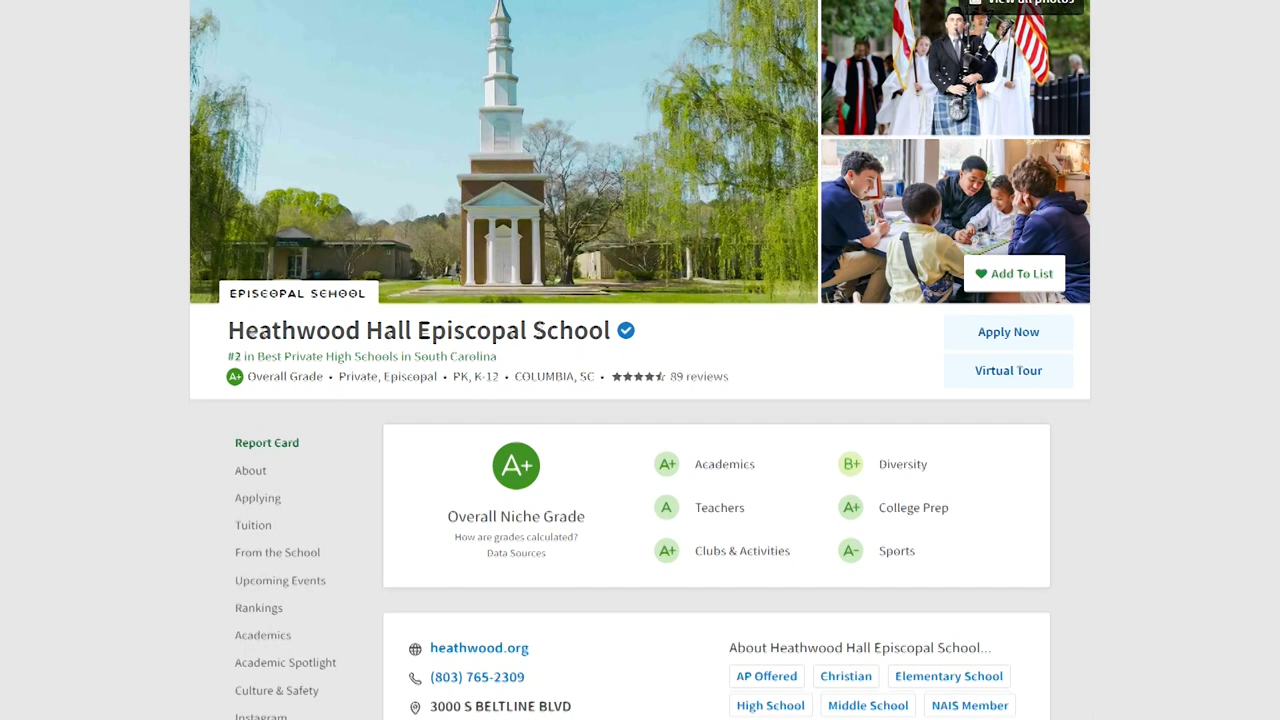 View all photos
Add To List
EPISCOPAL SCHOOL
Heathwood Hall Episcopal School
#2 in Best Private High Schools in South Carolina
A+ Overall Grade • Private, Episcopal • PK, K-12 • COLUMBIA, SC • 89 reviews
Apply Now
Virtual Tour
Report Card
About
Applying
Tuition
From the School
Upcoming Events
Rankings
Academics
Academic Spotlight
Culture & Safety
Instagram
A+
Overall Niche Grade
How are grades calculated?
Data Sources
A+ Academics
A Teachers
A+ Clubs & Activities
B+ Diversity
A+ College Prep
A- Sports
heathwood.org
(803) 765-2309
3000 S BELTLINE BLVD
About Heathwood Hall Episcopal School...
AP Offered Christian Elementary School
High School Middle School NAIS Member